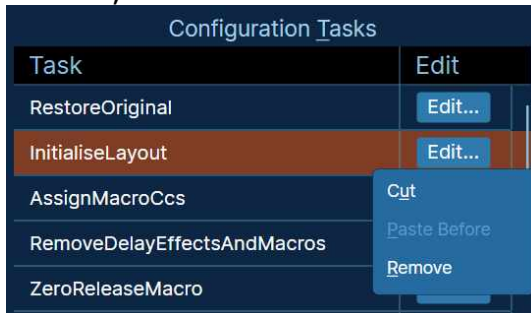 Configuration Tasks
Task Edit
RestoreOriginal Edit...
InitialiseLayout Edit...
AssignMacroCcs Cut
RemoveDelayEffectsAndMacros Paste Before
Remove
ZeroReleaseMacro